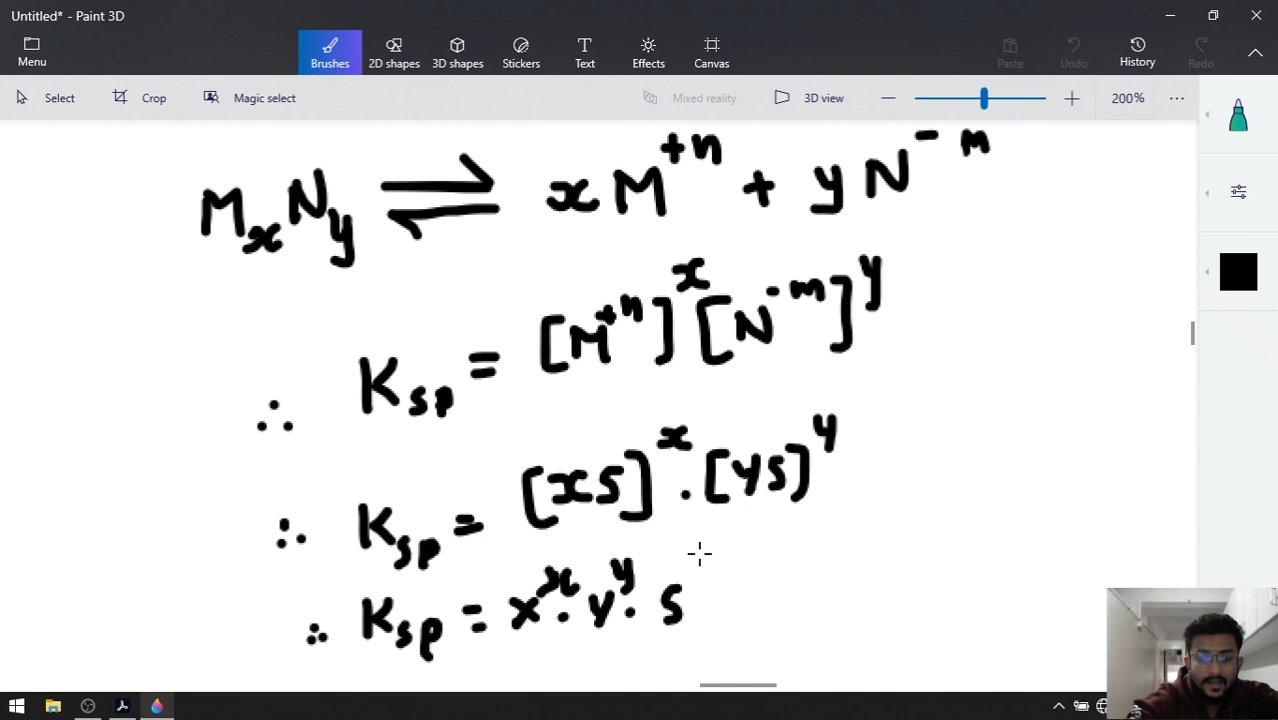 Untitled* - Paint 3D
Menu Brushes 2D shapes 3D shapes Stickers Text Effects Canvas Paste Undo History Redo
Select Crop Magic select Mixed reality 3D view 200%
MₓNᵧ ⇌ xM⁺ⁿ + yN⁻ᵐ
∴ Ksp = [M⁺ⁿ]ˣ[N⁻ᵐ]ʸ
∴ Ksp = [xS]ˣ.[yS]ʸ
∴ Ksp = xˣ.yʸ.S